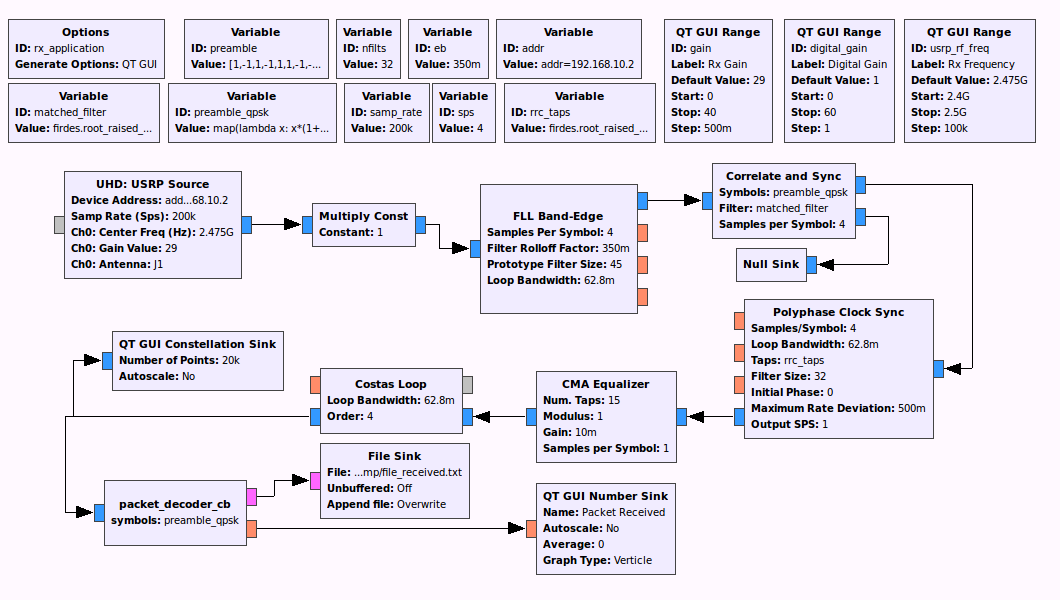 Options
ID: rx_application
Generate Options: QT GUI
Variable
ID: preamble
Value: [1,-1,1,-1,1,1,-1,-...
Variable
ID: nfilts
Value: 32
Variable
ID: eb
Value: 350m
Variable
ID: addr
Value: addr=192.168.10.2
QT GUI Range
ID: gain
Label: Rx Gain
Default Value: 29
Start: 0
Stop: 40
Step: 500m
QT GUI Range
ID: digital_gain
Label: Digital Gain
Default Value: 1
Start: 0
Stop: 60
Step: 1
QT GUI Range
ID: usrp_rf_freq
Label: Rx Frequency
Default Value: 2.475G
Start: 2.4G
Stop: 2.5G
Step: 100k
Variable
ID: matched_filter
Value: firdes.root_raised_...
Variable
ID: preamble_qpsk
Value: map(lambda x: x*(1+...
Variable
ID: samp_rate
Value: 200k
Variable
ID: sps
Value: 4
Variable
ID: rrc_taps
Value: firdes.root_raised_...
UHD: USRP Source
Device Address: add...68.10.2
Samp Rate (Sps): 200k
Ch0: Center Freq (Hz): 2.475G
Ch0: Gain Value: 29
Ch0: Antenna: J1
Multiply Const
Constant: 1
FLL Band-Edge
Samples Per Symbol: 4
Filter Rolloff Factor: 350m
Prototype Filter Size: 45
Loop Bandwidth: 62.8m
Correlate and Sync
Symbols: preamble_qpsk
Filter: matched_filter
Samples per Symbol: 4
Null Sink
Polyphase Clock Sync
Samples/Symbol: 4
Loop Bandwidth: 62.8m
Taps: rrc_taps
Filter Size: 32
Initial Phase: 0
Maximum Rate Deviation: 500m
Output SPS: 1
QT GUI Constellation Sink
Number of Points: 20k
Autoscale: No
Costas Loop
Loop Bandwidth: 62.8m
Order: 4
CMA Equalizer
Num. Taps: 15
Modulus: 1
Gain: 10m
Samples per Symbol: 1
File Sink
File: ...mp/file_received.txt
Unbuffered: Off
Append file: Overwrite
packet_decoder_cb
symbols: preamble_qpsk
QT GUI Number Sink
Name: Packet Received
Autoscale: No
Average: 0
Graph Type: Verticle